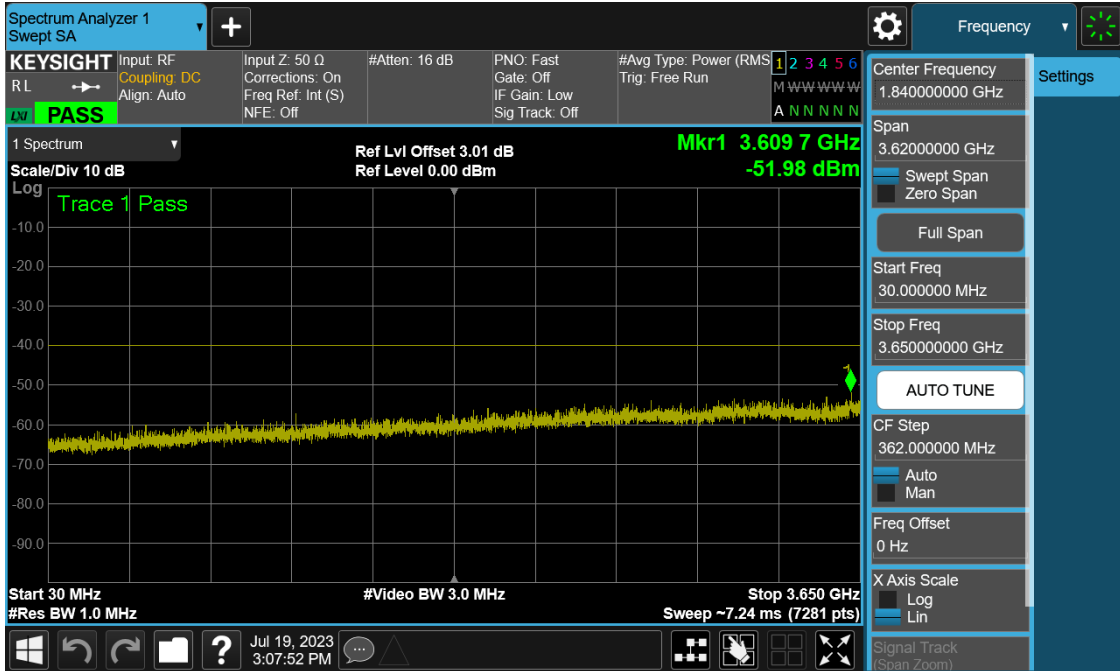 Spectrum Analyzer 1
Swept SA
+
Frequency
KEYSIGHT
R L
LXI PASS
Input: RF
Coupling: DC
Align: Auto
Input Z: 50 Ω
Corrections: On
Freq Ref: Int (S)
NFE: Off
#Atten: 16 dB
PNO: Fast
Gate: Off
IF Gain: Low
Sig Track: Off
#Avg Type: Power (RMS
Trig: Free Run
1 2 3 4 5 6
M W W W W W
A N N N N N
1 Spectrum
Scale/Div 10 dB
Log
Ref Lvl Offset 3.01 dB
Ref Level 0.00 dBm
Mkr1 3.609 7 GHz
-51.98 dBm
Trace 1 Pass
-10.0
-20.0
-30.0
-40.0
-50.0
-60.0
-70.0
-80.0
-90.0
1
Start 30 MHz
#Res BW 1.0 MHz
#Video BW 3.0 MHz
Stop 3.650 GHz
Sweep ~7.24 ms (7281 pts)
Center Frequency
1.840000000 GHz
Settings
Span
3.62000000 GHz
Swept Span
Zero Span
Full Span
Start Freq
30.000000 MHz
Stop Freq
3.650000000 GHz
AUTO TUNE
CF Step
362.000000 MHz
Auto
Man
Freq Offset
0 Hz
X Axis Scale
Log
Lin
Signal Track
(Span Zoom)
?
Jul 19, 2023
3:07:52 PM